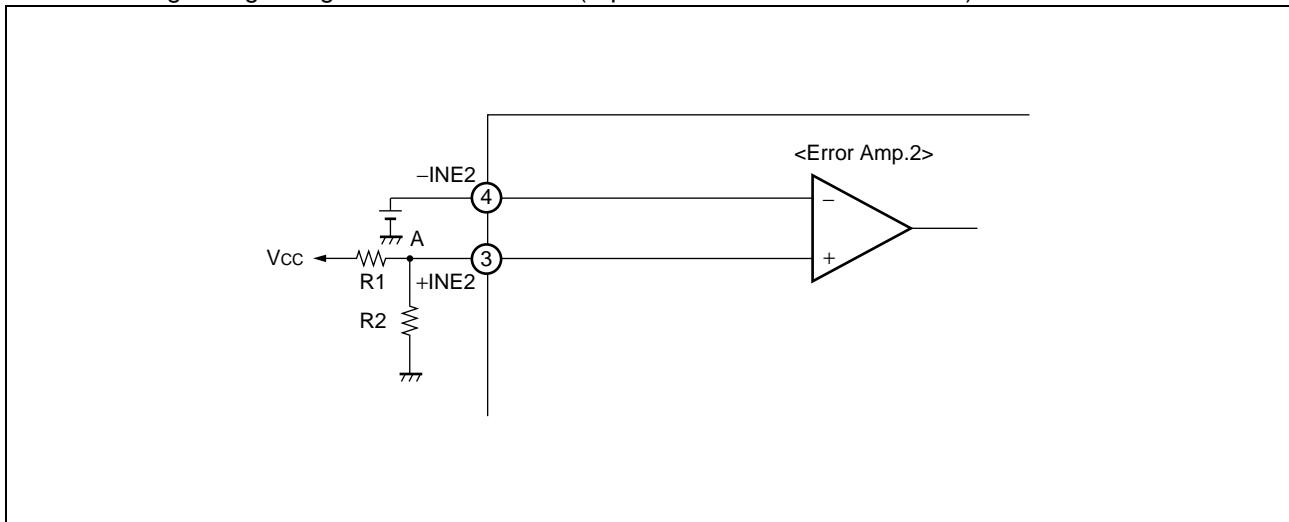 <Error Amp.2>
−INE2
4
−
A
VCC
3
+
R1
+INE2
R2